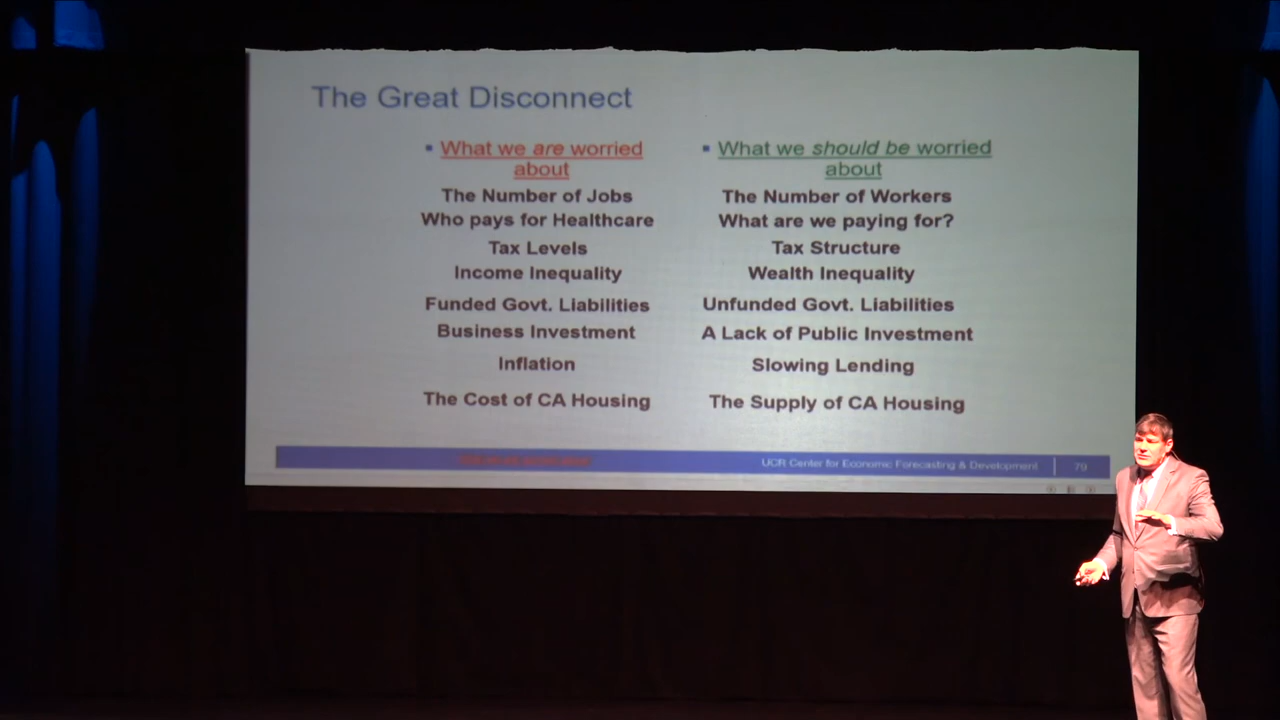 The Great Disconnect
What we are worried
about
The Number of Jobs
Who pays for Healthcare
Tax Levels
Income Inequality
Funded Govt. Liabilities
Business Investment
Inflation
The Cost of CA Housing
What we should be worried
about
The Number of Workers
What are we paying for?
Tax Structure
Wealth Inequality
Unfunded Govt. Liabilities
A Lack of Public Investment
Slowing Lending
The Supply of CA Housing
UCR Center for Economic Forecasting & Development
79